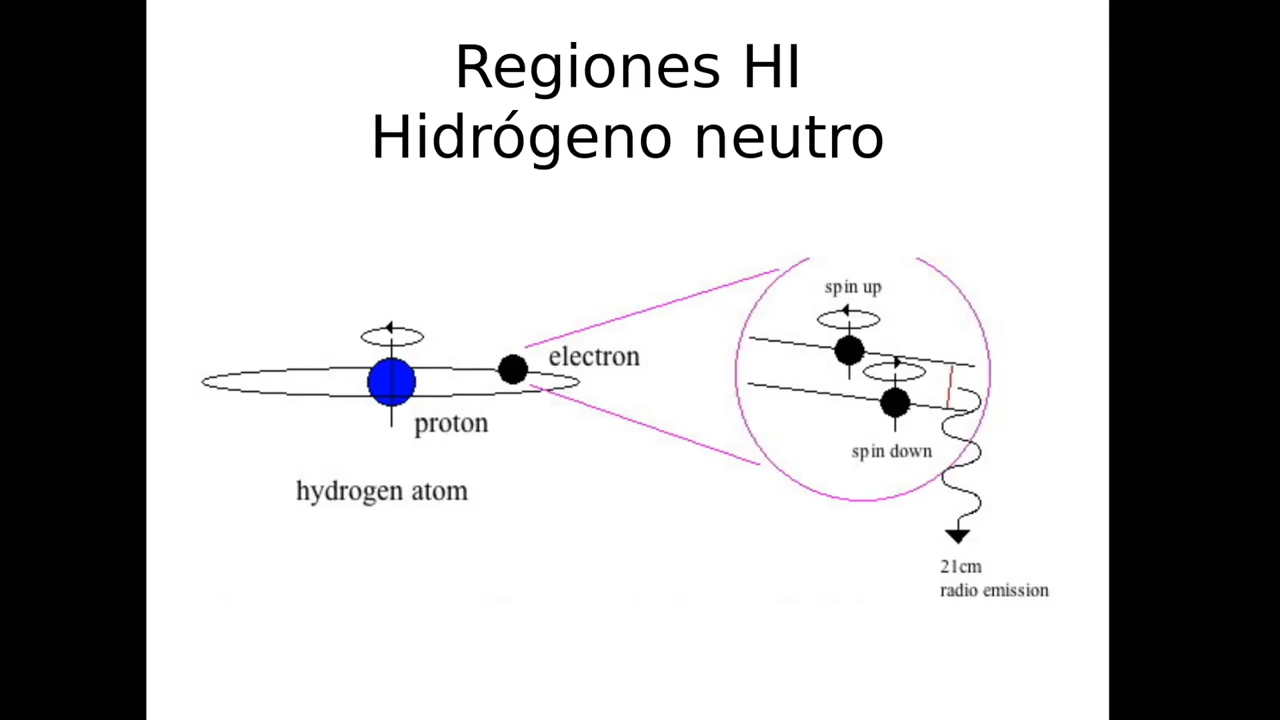 Regiones HI
Hidrógeno neutro
spin up
electron
proton
spin down
hydrogen atom
21cm
radio emission